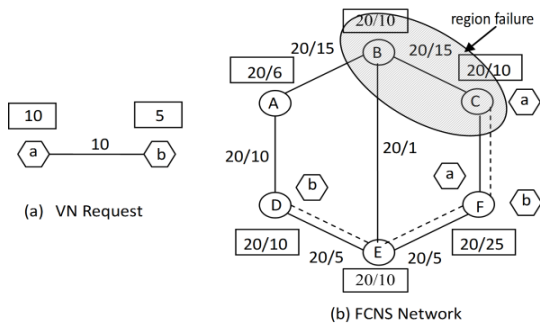 region failure
20/10
20/15
B
20/15
20/6
20/10
A
C
a
10
5
10
a
b
20/10
20/1
a
b
b
D
F
(a) VN Request
20/10
20/5
E
20/5
20/25
20/10
(b) FCNS Network